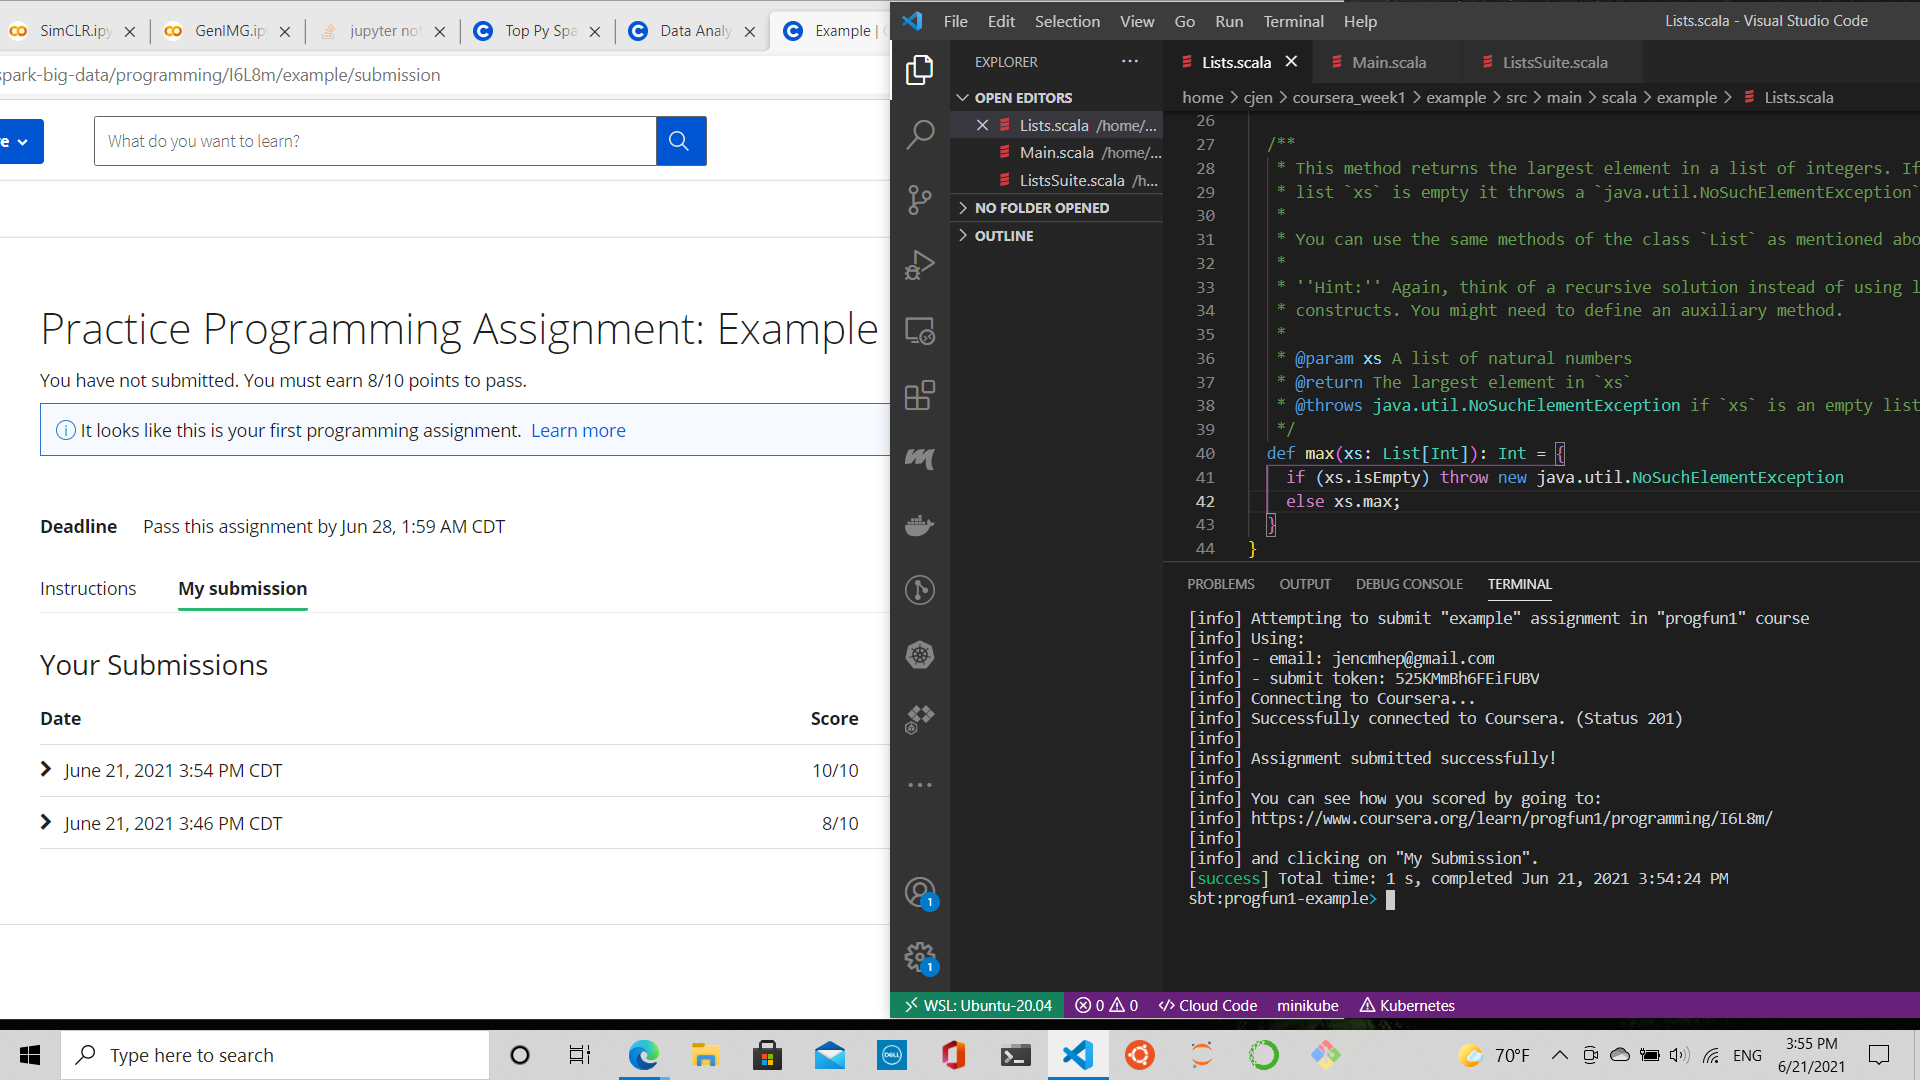 SimCLR.ipy
GenIMG.ip
jupyter not
Top Py Spa
Data Analy
Example |
spark-big-data/programming/I6L8m/example/submission
re
What do you want to learn?
Practice Programming Assignment: Example
You have not submitted. You must earn 8/10 points to pass.
It looks like this is your first programming assignment. Learn more
Deadline Pass this assignment by Jun 28, 1:59 AM CDT
Instructions My submission
Your Submissions
Date Score
June 21, 2021 3:54 PM CDT 10/10
June 21, 2021 3:46 PM CDT 8/10
File Edit Selection View Go Run Terminal Help Lists.scala - Visual Studio Code
EXPLORER
OPEN EDITORS
Lists.scala /home/...
Main.scala /home/...
ListsSuite.scala /h...
NO FOLDER OPENED
OUTLINE
Lists.scala Main.scala ListsSuite.scala
home > cjen > coursera_week1 > example > src > main > scala > example > Lists.scala
26
27 /**
28 * This method returns the largest element in a list of integers. If
29 * list `xs` is empty it throws a `java.util.NoSuchElementException`
30 *
31 * You can use the same methods of the class `List` as mentioned abo
32 *
33 * ''Hint:'' Again, think of a recursive solution instead of using l
34 * constructs. You might need to define an auxiliary method.
35 *
36 * @param xs A list of natural numbers
37 * @return The largest element in `xs`
38 * @throws java.util.NoSuchElementException if `xs` is an empty list
39 */
40 def max(xs: List[Int]): Int = {
41 if (xs.isEmpty) throw new java.util.NoSuchElementException
42 else xs.max;
43 }
44 }
PROBLEMS OUTPUT DEBUG CONSOLE TERMINAL
[info] Attempting to submit "example" assignment in "progfun1" course
[info] Using:
[info] - email: jencmhep@gmail.com
[info] - submit token: 525KMmBh6FEiFUBV
[info] Connecting to Coursera...
[info] Successfully connected to Coursera. (Status 201)
[info]
[info] Assignment submitted successfully!
[info]
[info] You can see how you scored by going to:
[info] https://www.coursera.org/learn/progfun1/programming/I6L8m/
[info]
[info] and clicking on "My Submission".
[success] Total time: 1 s, completed Jun 21, 2021 3:54:24 PM
sbt:progfun1-example>
1
1
WSL: Ubuntu-20.04 0 0 Cloud Code minikube Kubernetes
Type here to search
DELL
70°F ENG
3:55 PM
6/21/2021